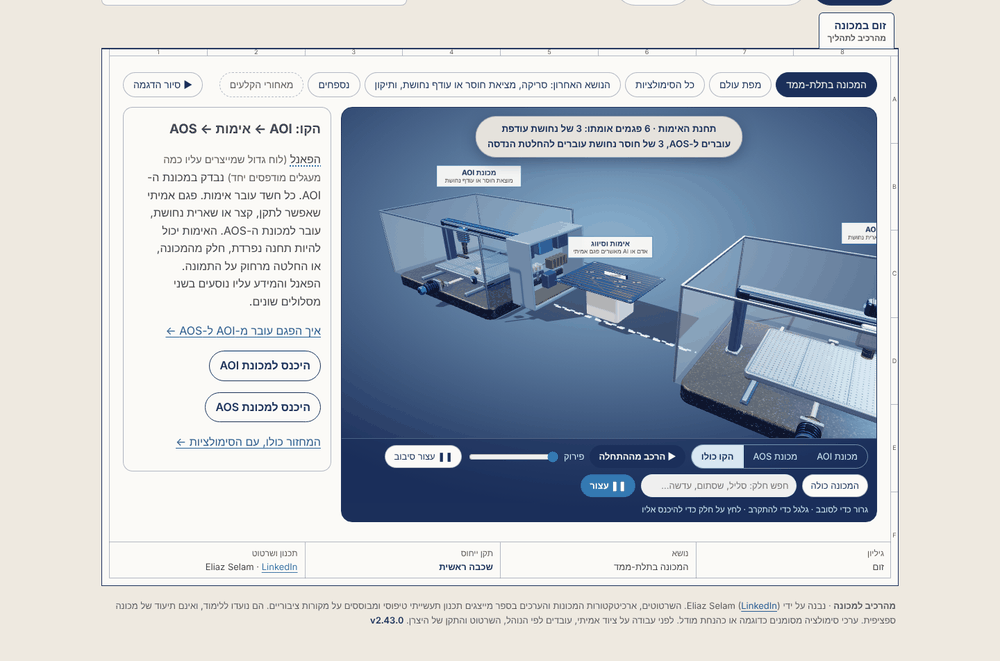 זום במכונה
מהרכיב לתהליך
1 2 3 4 5 6 7 8
המכונה בתלת-ממד
מפת עולם
כל הסימולציות
הנושא האחרון: סריקה, מציאת חוסר או עודף נחושת, ותיקון
נספחים
מאחורי הקלעים
▶ סיור הדגמה
A
B
C
D
E
F
תחנת האימות · 6 פגמים אומתו: 3 של נחושת עודפת
עוברים ל-AOS, 3 של חוסר נחושת עוברים להחלטת הנדסה
מכונת AOI
מוצאת חוסר או עודף נחושת
אימות וסיווג
אדם או AI מאשרים פגם אמיתי
הקו: AOI ← אימות ← AOS
הפאנל (לוח גדול שמייצרים עליו כמה
מעגלים מודפסים יחד) נבדק במכונת ה-
AOI. כל חשד עובר אימות. פגם אמיתי
שאפשר לתקן, קצר או שארית נחושת,
עובר למכונת ה-AOS. האימות יכול
להיות תחנה נפרדת, חלק מהמכונה,
או החלטה מרחוק על התמונה.
הפאנל והמידע עליו נוסעים בשני
מסלולים שונים.
איך הפגם עובר מ-AOI ל-AOS ←
היכנס למכונת AOI
היכנס למכונת AOS
המחזור כולו, עם הסימולציות ←
מכונת AOI
מכונת AOS
הקו כולו
▶ הרכב מההתחלה
פירוק
❚❚ עצור סיבוב
המכונה כולה
חפש חלק: סליל, שסתום, עדשה...
❚❚ עצור
גרור כדי לסובב · גלגל כדי להתקרב · לחץ על חלק כדי להיכנס אליו
גיליון
זום
נושא
המכונה בתלת-ממד
תקן ייחוס
שכבה ראשית
תכנון ושרטוט
Eliaz Selam · LinkedIn
מהרכיב למכונה · נבנה על ידי Eliaz Selam (LinkedIn). השרטוטים, ארכיטקטורות המכונות והערכים בספר מייצגים תכנון תעשייתי טיפוסי ומבוססים על מקורות ציבוריים. הם נועדו ללימוד, ואינם תיעוד של מכונה
ספציפית. ערכי סימולציה מסומנים כדוגמה או כהנחת מודל. לפני עבודה על ציוד אמיתי, עובדים לפי הנוהל, השרטוט והתקן של היצרן. v2.43.0